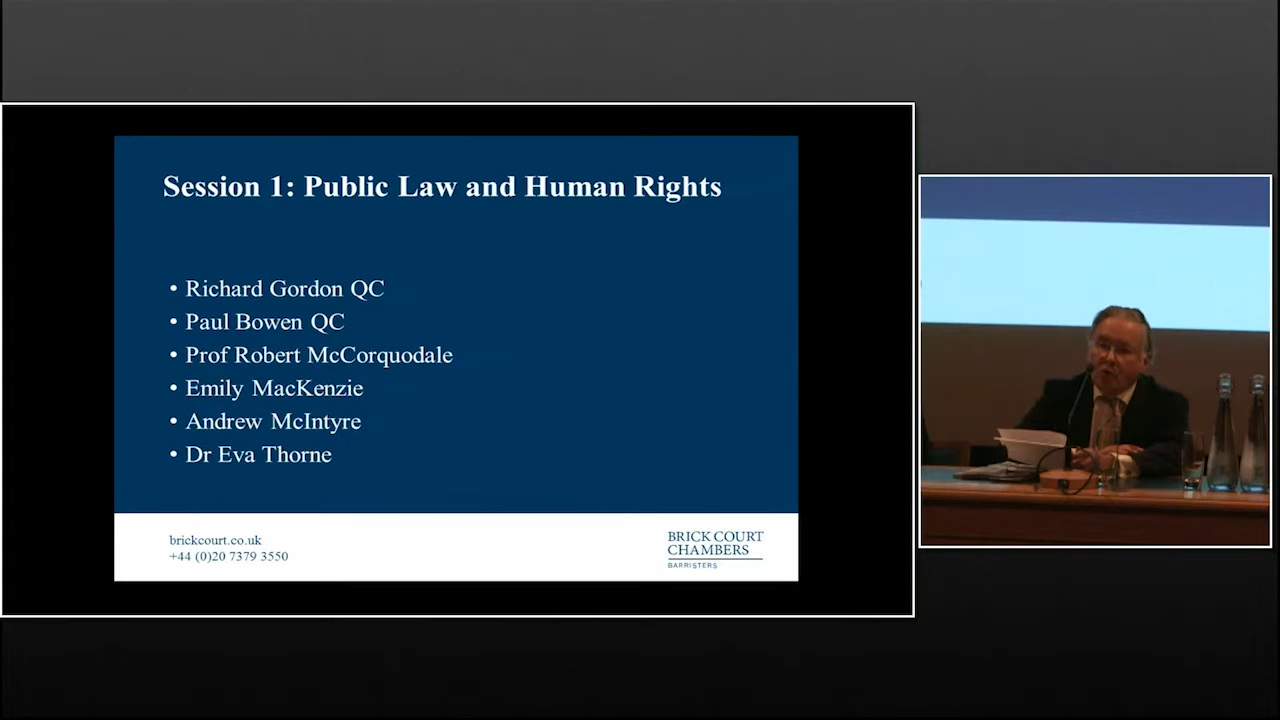 Session 1: Public Law and Human Rights
• Richard Gordon QC
• Paul Bowen QC
• Prof Robert McCorquodale
• Emily MacKenzie
• Andrew McIntyre
• Dr Eva Thorne
brickcourt.co.uk
+44 (0)20 7379 3550
BRICK COURT
CHAMBERS
BARRISTERS